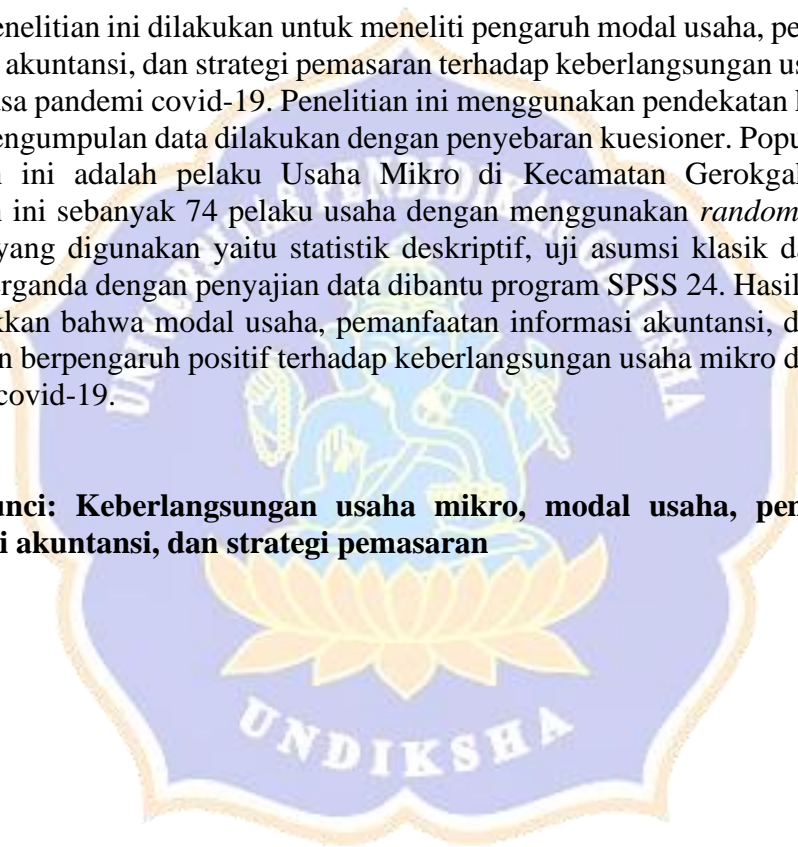 enelitian ini dilakukan untuk meneliti pengaruh modal usaha, pe
akuntansi, dan strategi pemasaran terhadap keberlangsungan us
sa pandemi covid-19. Penelitian ini menggunakan pendekatan
engumpulan data dilakukan dengan penyebaran kuesioner. Popu
ini adalah pelaku Usaha Mikro di Kecamatan Gerokgal
ini sebanyak 74 pelaku usaha dengan menggunakan random
yang digunakan yaitu statistik deskriptif, uji asumsi klasik da
rganda dengan penyajian data dibantu program SPSS 24. Hasil
kkan bahwa modal usaha, pemanfaatan informasi akuntansi, d
n berpengaruh positif terhadap keberlangsungan usaha mikro d
covid-19.
unci: Keberlangsungan usaha mikro, modal usaha, pen
i akuntansi, dan strategi pemasaran
UNIVERSITAS PENDIDIKAN GANESHA
UNDIKSHA